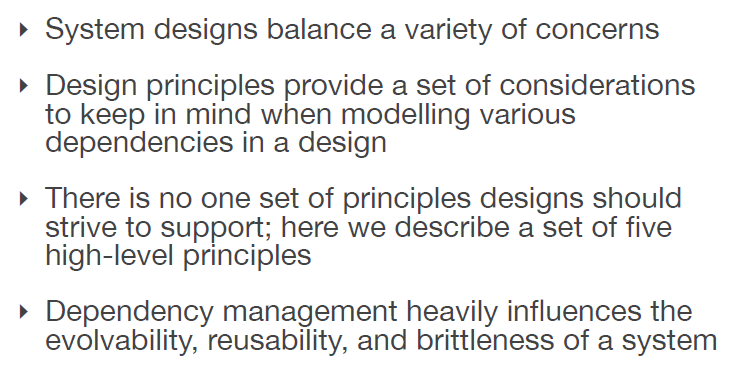 System designs balance a variety of concerns
Design principles provide a set of considerations
to keep in mind when modelling various
dependencies in a design
There is no one set of principles designs should
strive to support; here we describe a set of five
high-level principles
Dependency management heavily influences the
evolvability, reusability, and brittleness of a system